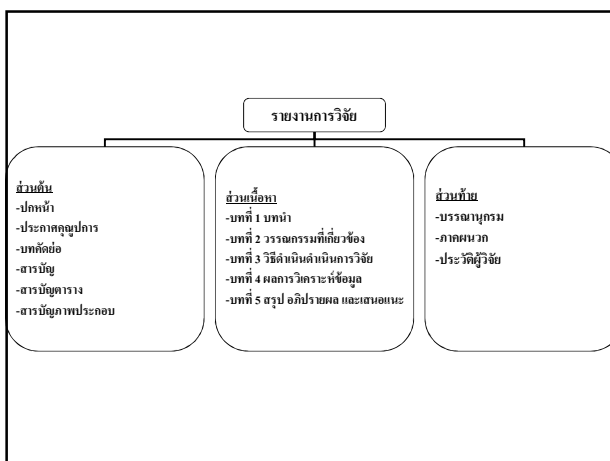 รายงานการวิจัย
ส่วนต้น
-ปกหน้า
-ประกาศคุณูปการ
-บทคัดย่อ
-สารบัญ
-สารบัญตาราง
-สารบัญภาพประกอบ
ส่วนเนื้อหา
-บทที่ 1 บทนำ
-บทที่ 2 วรรณกรรมที่เกี่ยวข้อง
-บทที่ 3 วิธีดำเนินดำเนินการวิจัย
-บทที่ 4 ผลการวิเคราะห์ข้อมูล
-บทที่ 5 สรุป อภิปรายผล และเสนอแนะ
ส่วนท้าย
-บรรณานุกรม
-ภาคผนวก
-ประวัติผู้วิจัย